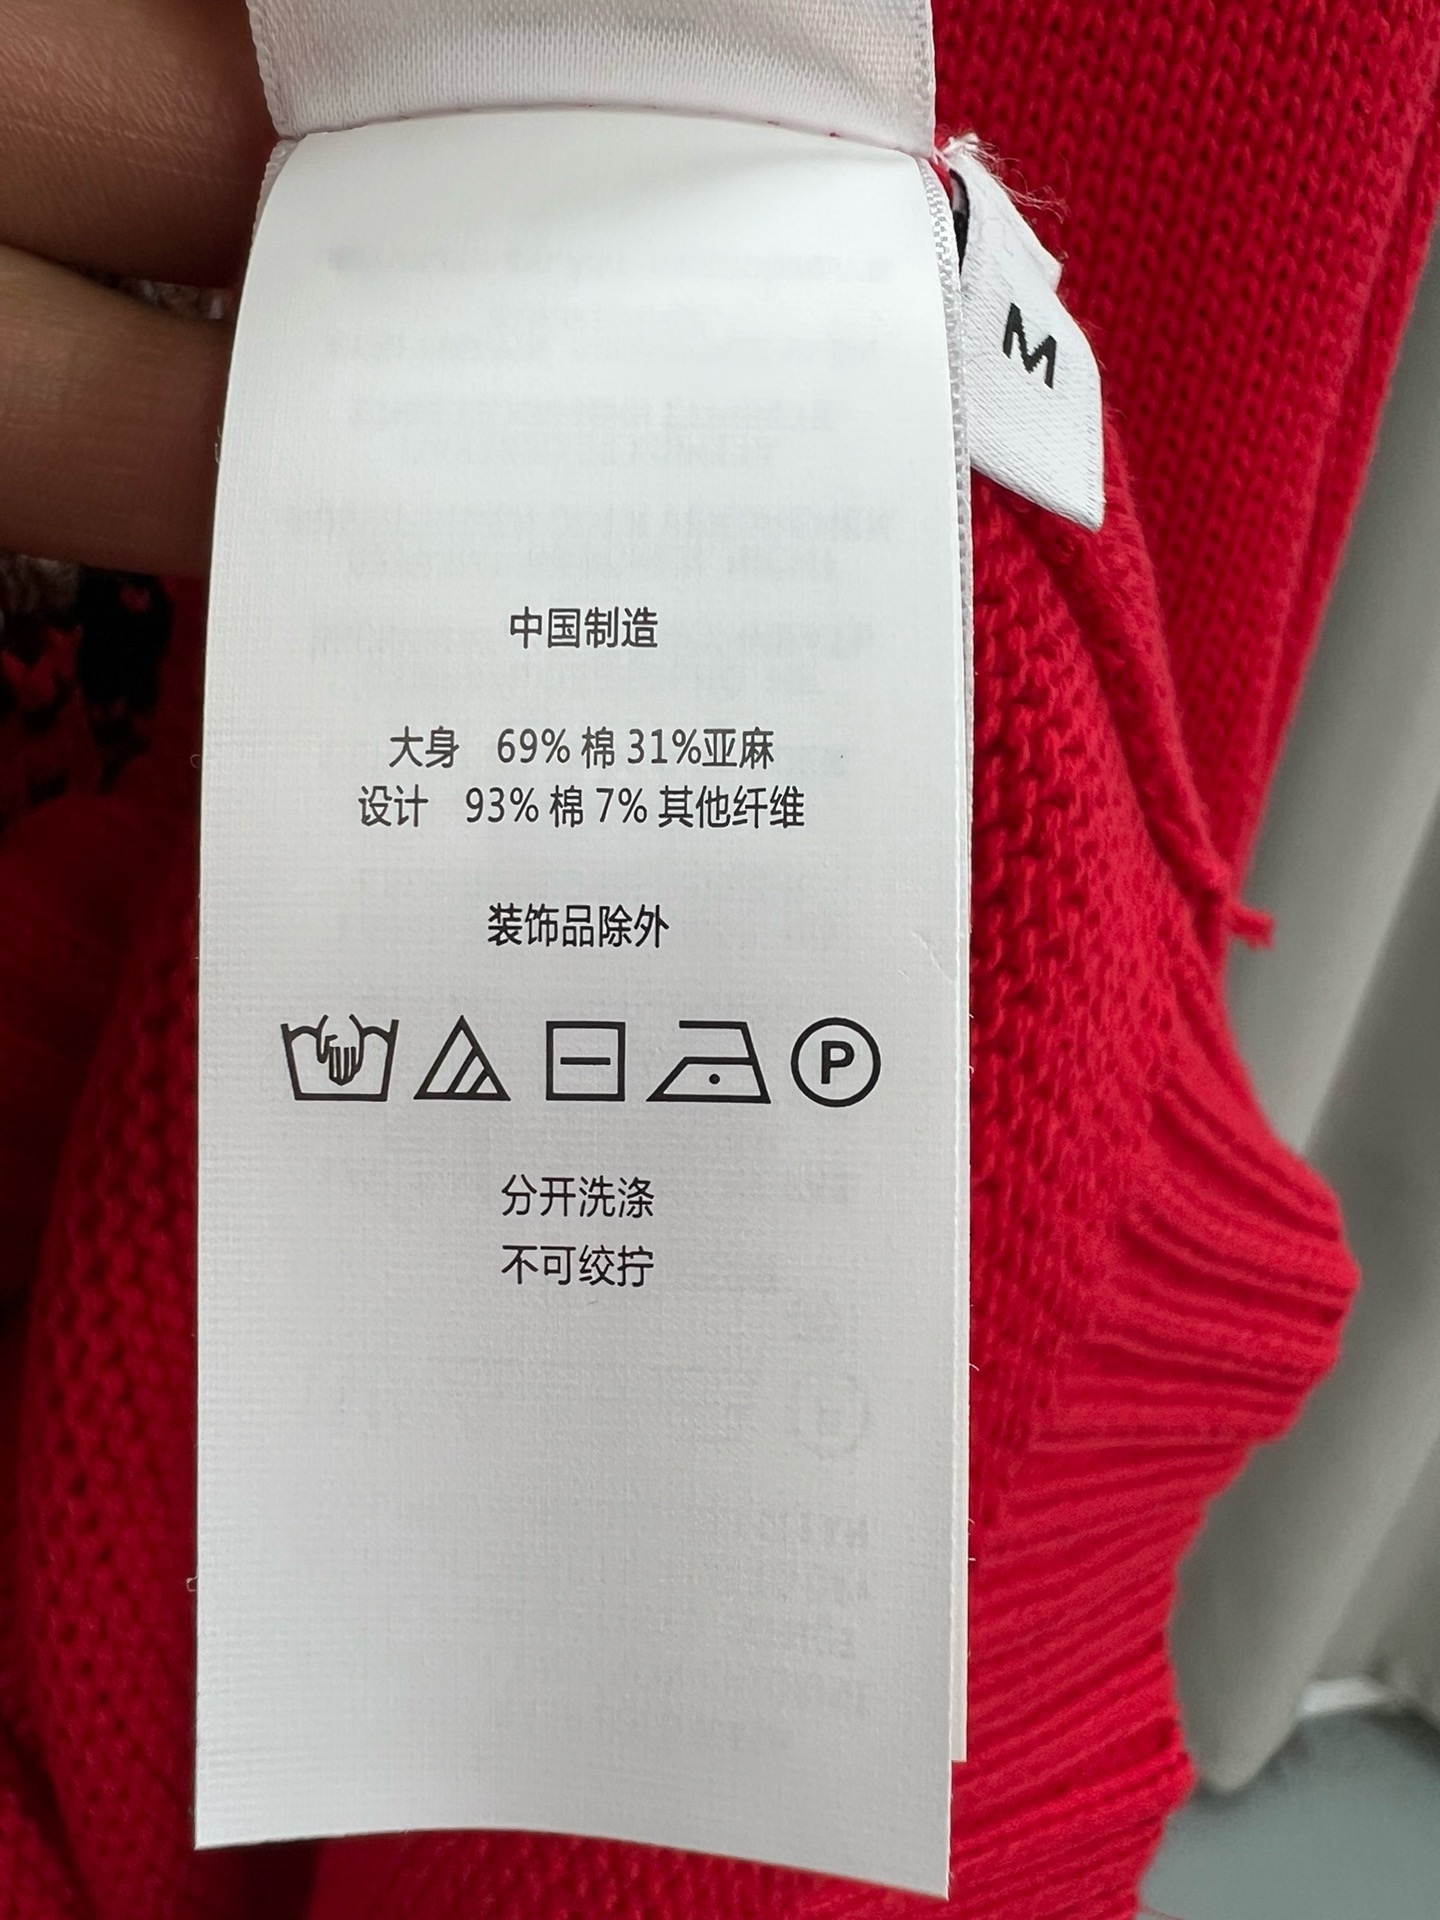 M
中国制造
大身 69% 棉 31%亚麻
设计 93% 棉 7% 其他纤维
装饰品除外
P
分开洗涤
不可绞拧